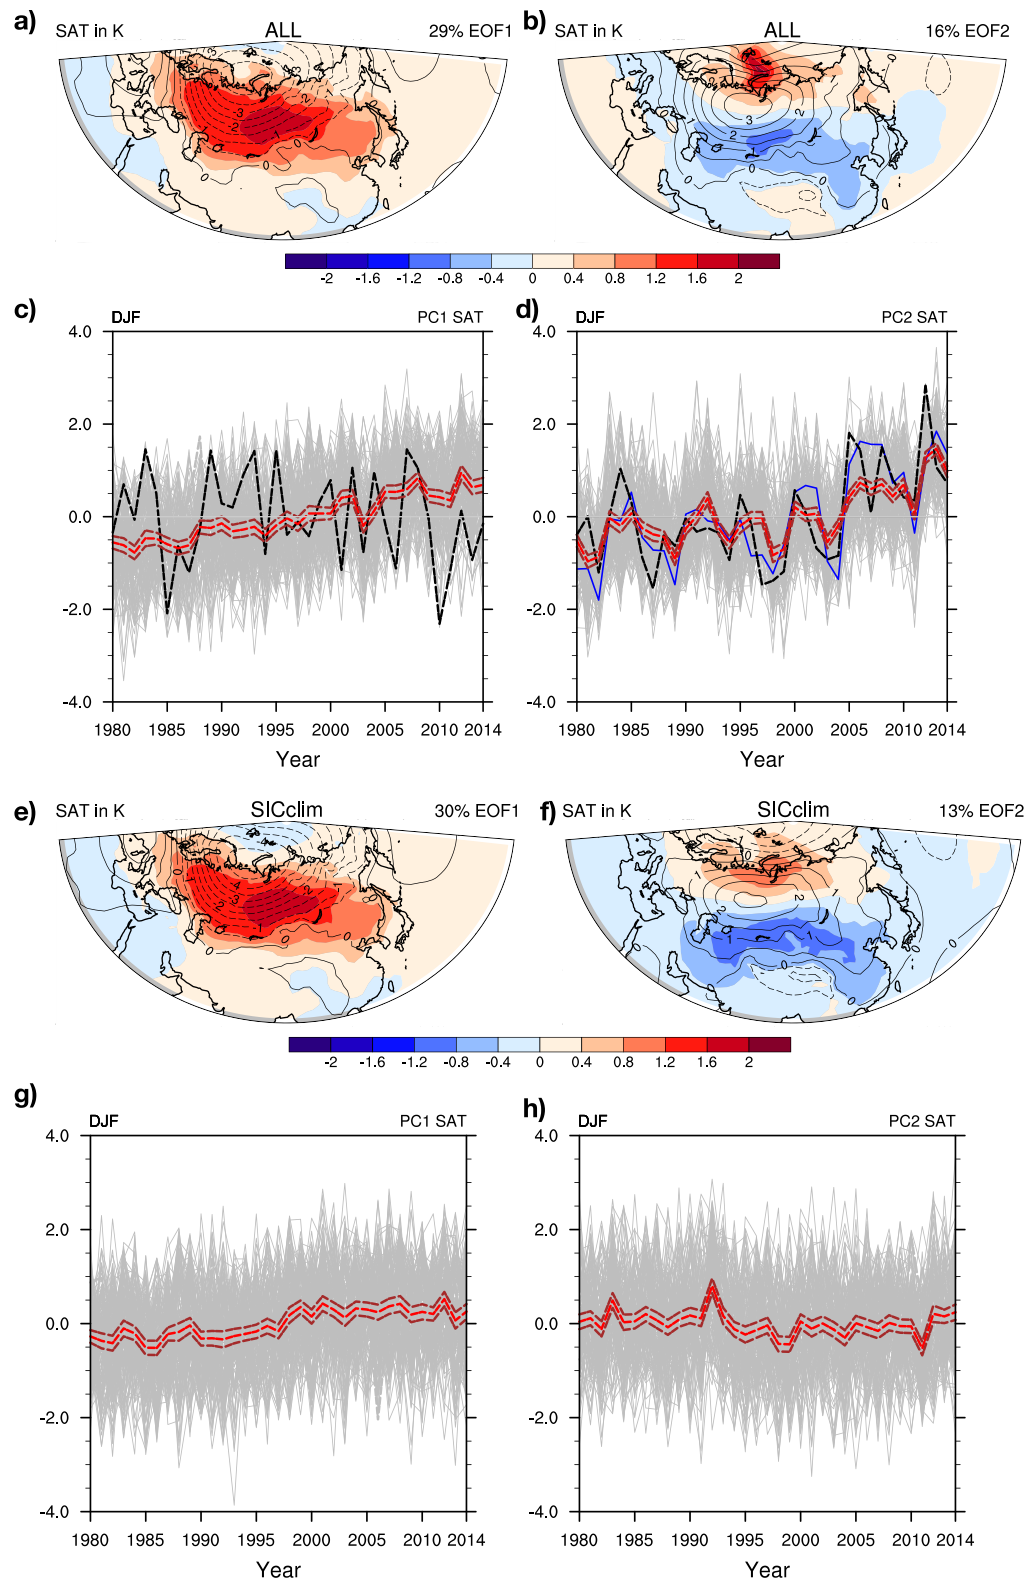 a)
SAT in K
ALL
29% EOF1
b)
SAT in K
ALL
16% EOF2
-2 -1.6 -1.2 -0.8 -0.4 0 0.4 0.8 1.2 1.6 2
c)
DJF
PC1 SAT
4.0
2.0
0.0
-2.0
-4.0
1980 1985 1990 1995 2000 2005 2010 2014
Year
d)
DJF
PC2 SAT
4.0
2.0
0.0
-2.0
-4.0
1980 1985 1990 1995 2000 2005 2010 2014
Year
e)
SAT in K
SICclim
30% EOF1
f)
SAT in K
SICclim
13% EOF2
-2 -1.6 -1.2 -0.8 -0.4 0 0.4 0.8 1.2 1.6 2
g)
DJF
PC1 SAT
4.0
2.0
0.0
-2.0
-4.0
1980 1985 1990 1995 2000 2005 2010 2014
Year
h)
DJF
PC2 SAT
4.0
2.0
0.0
-2.0
-4.0
1980 1985 1990 1995 2000 2005 2010 2014
Year